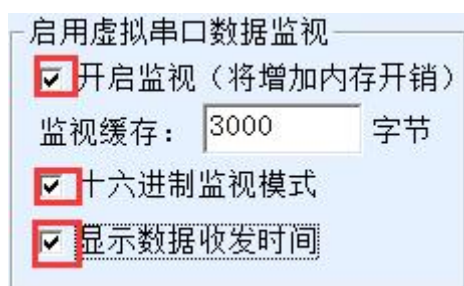 启用虚拟串口数据监视
开启监视（将增加内存开销）
监视缓存： 3000 字节
十六进制监视模式
显示数据收发时间